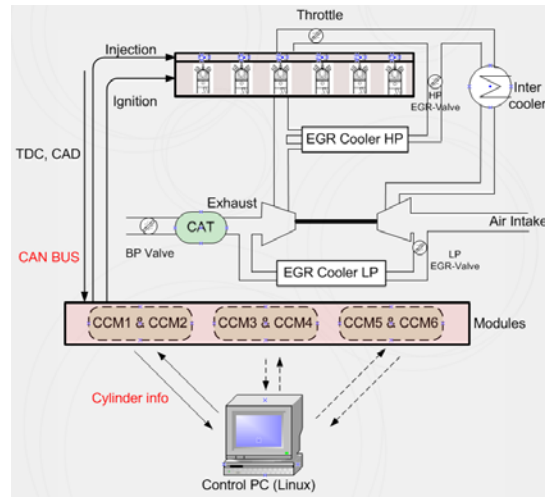 Throttle
Injection
Ignition
HP
EGR-Valve
Inter
cooler
TDC, CAD
EGR Cooler HP
Exhaust
CAT
Air Intake
CAN BUS
BP Valve
EGR Cooler LP
LP
EGR-Valve
CCM1 & CCM2
CCM3 & CCM4
CCM5 & CCM6
Modules
Cylinder info
Control PC (Linux)